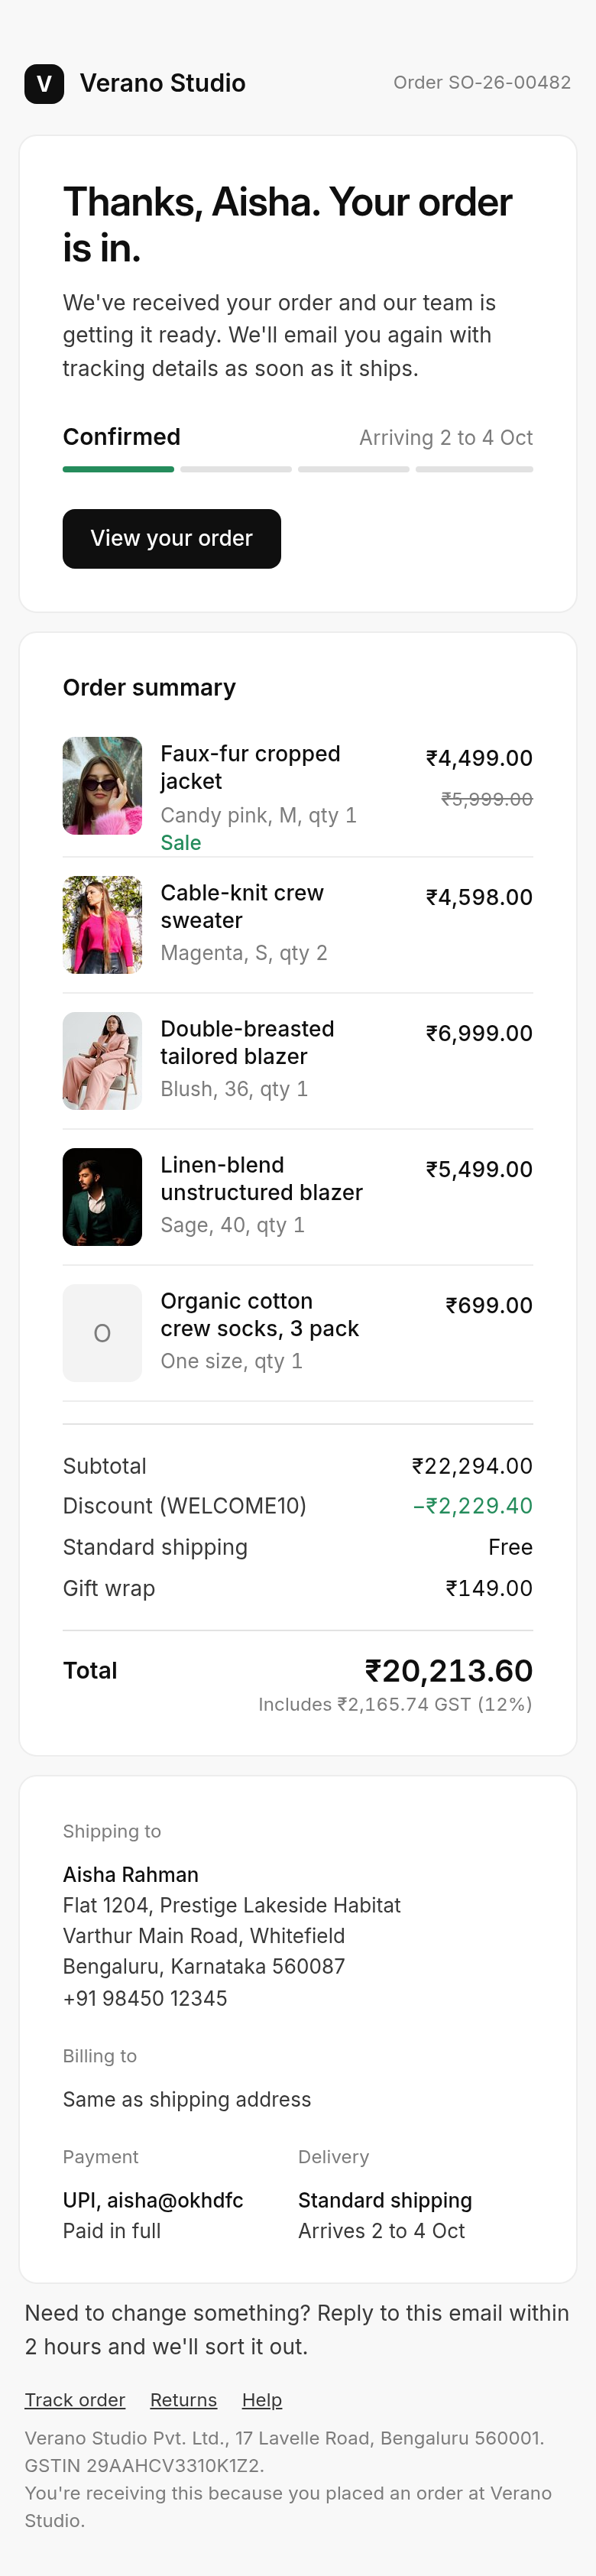 V Verano Studio Order SO-26-00482
Thanks, Aisha. Your order
is in.
We've received your order and our team is
getting it ready. We'll email you again with
tracking details as soon as it ships.
Confirmed Arriving 2 to 4 Oct
View your order
Order summary
Faux-fur cropped
jacket
₹4,499.00
₹5,999.00
Candy pink, M, qty 1
Sale
Cable-knit crew
sweater
₹4,598.00
Magenta, S, qty 2
Double-breasted
tailored blazer
₹6,999.00
Blush, 36, qty 1
Linen-blend
unstructured blazer
₹5,499.00
Sage, 40, qty 1
O
Organic cotton
crew socks, 3 pack
₹699.00
One size, qty 1
Subtotal ₹22,294.00
Discount (WELCOME10) −₹2,229.40
Standard shipping Free
Gift wrap ₹149.00
Total ₹20,213.60
Includes ₹2,165.74 GST (12%)
Shipping to
Aisha Rahman
Flat 1204, Prestige Lakeside Habitat
Varthur Main Road, Whitefield
Bengaluru, Karnataka 560087
+91 98450 12345
Billing to
Same as shipping address
Payment
UPI, aisha@okhdfc
Paid in full
Delivery
Standard shipping
Arrives 2 to 4 Oct
Need to change something? Reply to this email within
2 hours and we'll sort it out.
Track order Returns Help
Verano Studio Pvt. Ltd., 17 Lavelle Road, Bengaluru 560001.
GSTIN 29AAHCV3310K1Z2.
You're receiving this because you placed an order at Verano
Studio.